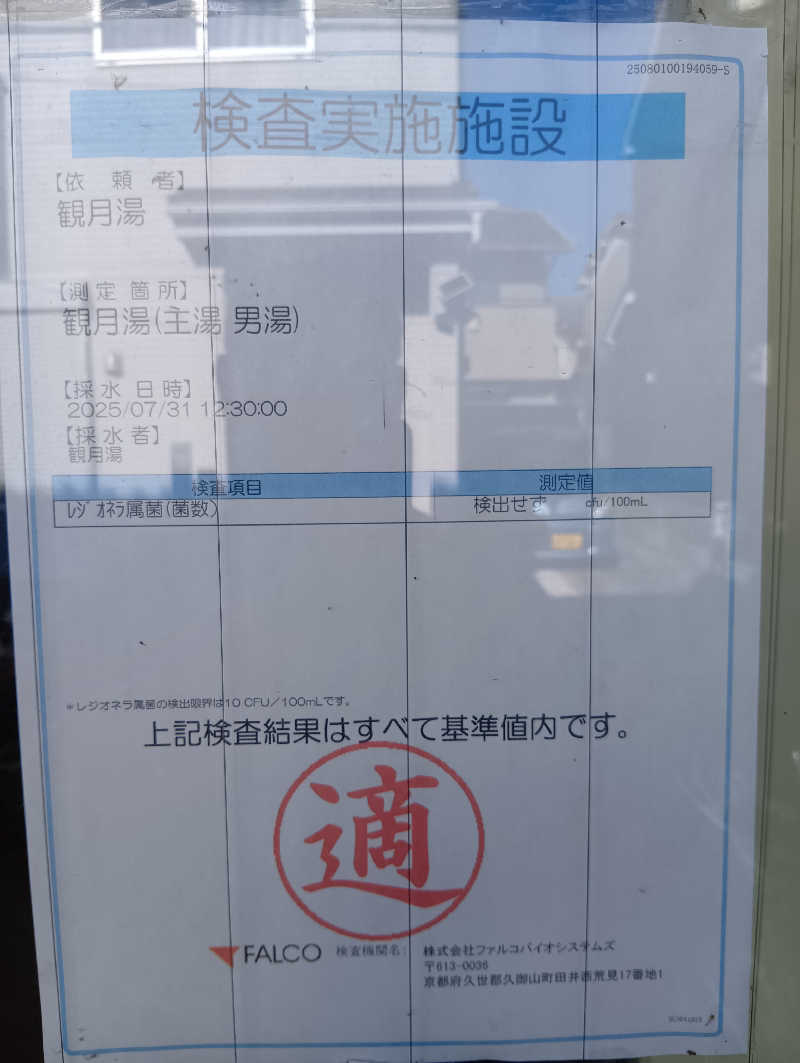 25080100194059-S
検査実施施設
【依 頼 者】
観月湯
【測 定 箇 所】
観月湯(主湯 男湯)
【採 水 日 時】
2025/07/31 12:30:00
【採 水 者】
観月湯
検査項目 測定値
ﾚｼﾞｵﾈﾗ属菌(菌数) 検出せず cfu/100mL
＊レジオネラ属菌の検出限界は10 CFU／100mLです。
上記検査結果はすべて基準値内です。
適
FALCO 検査機関名: 株式会社ファルコバイオシステムズ
〒613-0036
京都府久世郡久御山町田井西荒見17番地1